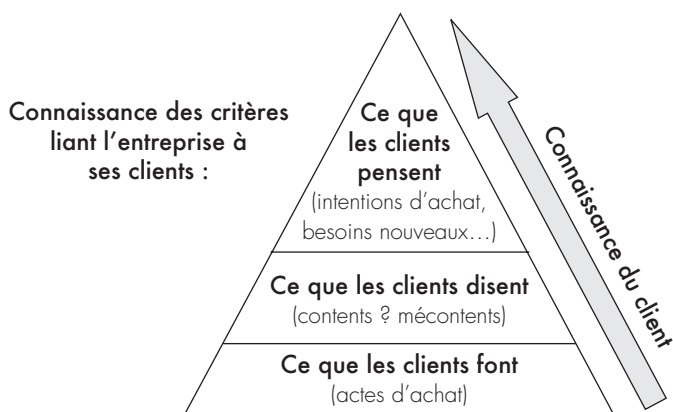 Connaissance des critères
liant l'entreprise à
ses clients :
Ce que
les clients
pensent
(intentions d'achat,
besoins nouveaux…)
Ce que les clients disent
(contents ? mécontents)
Ce que les clients font
(actes d'achat)
Connaissance du client